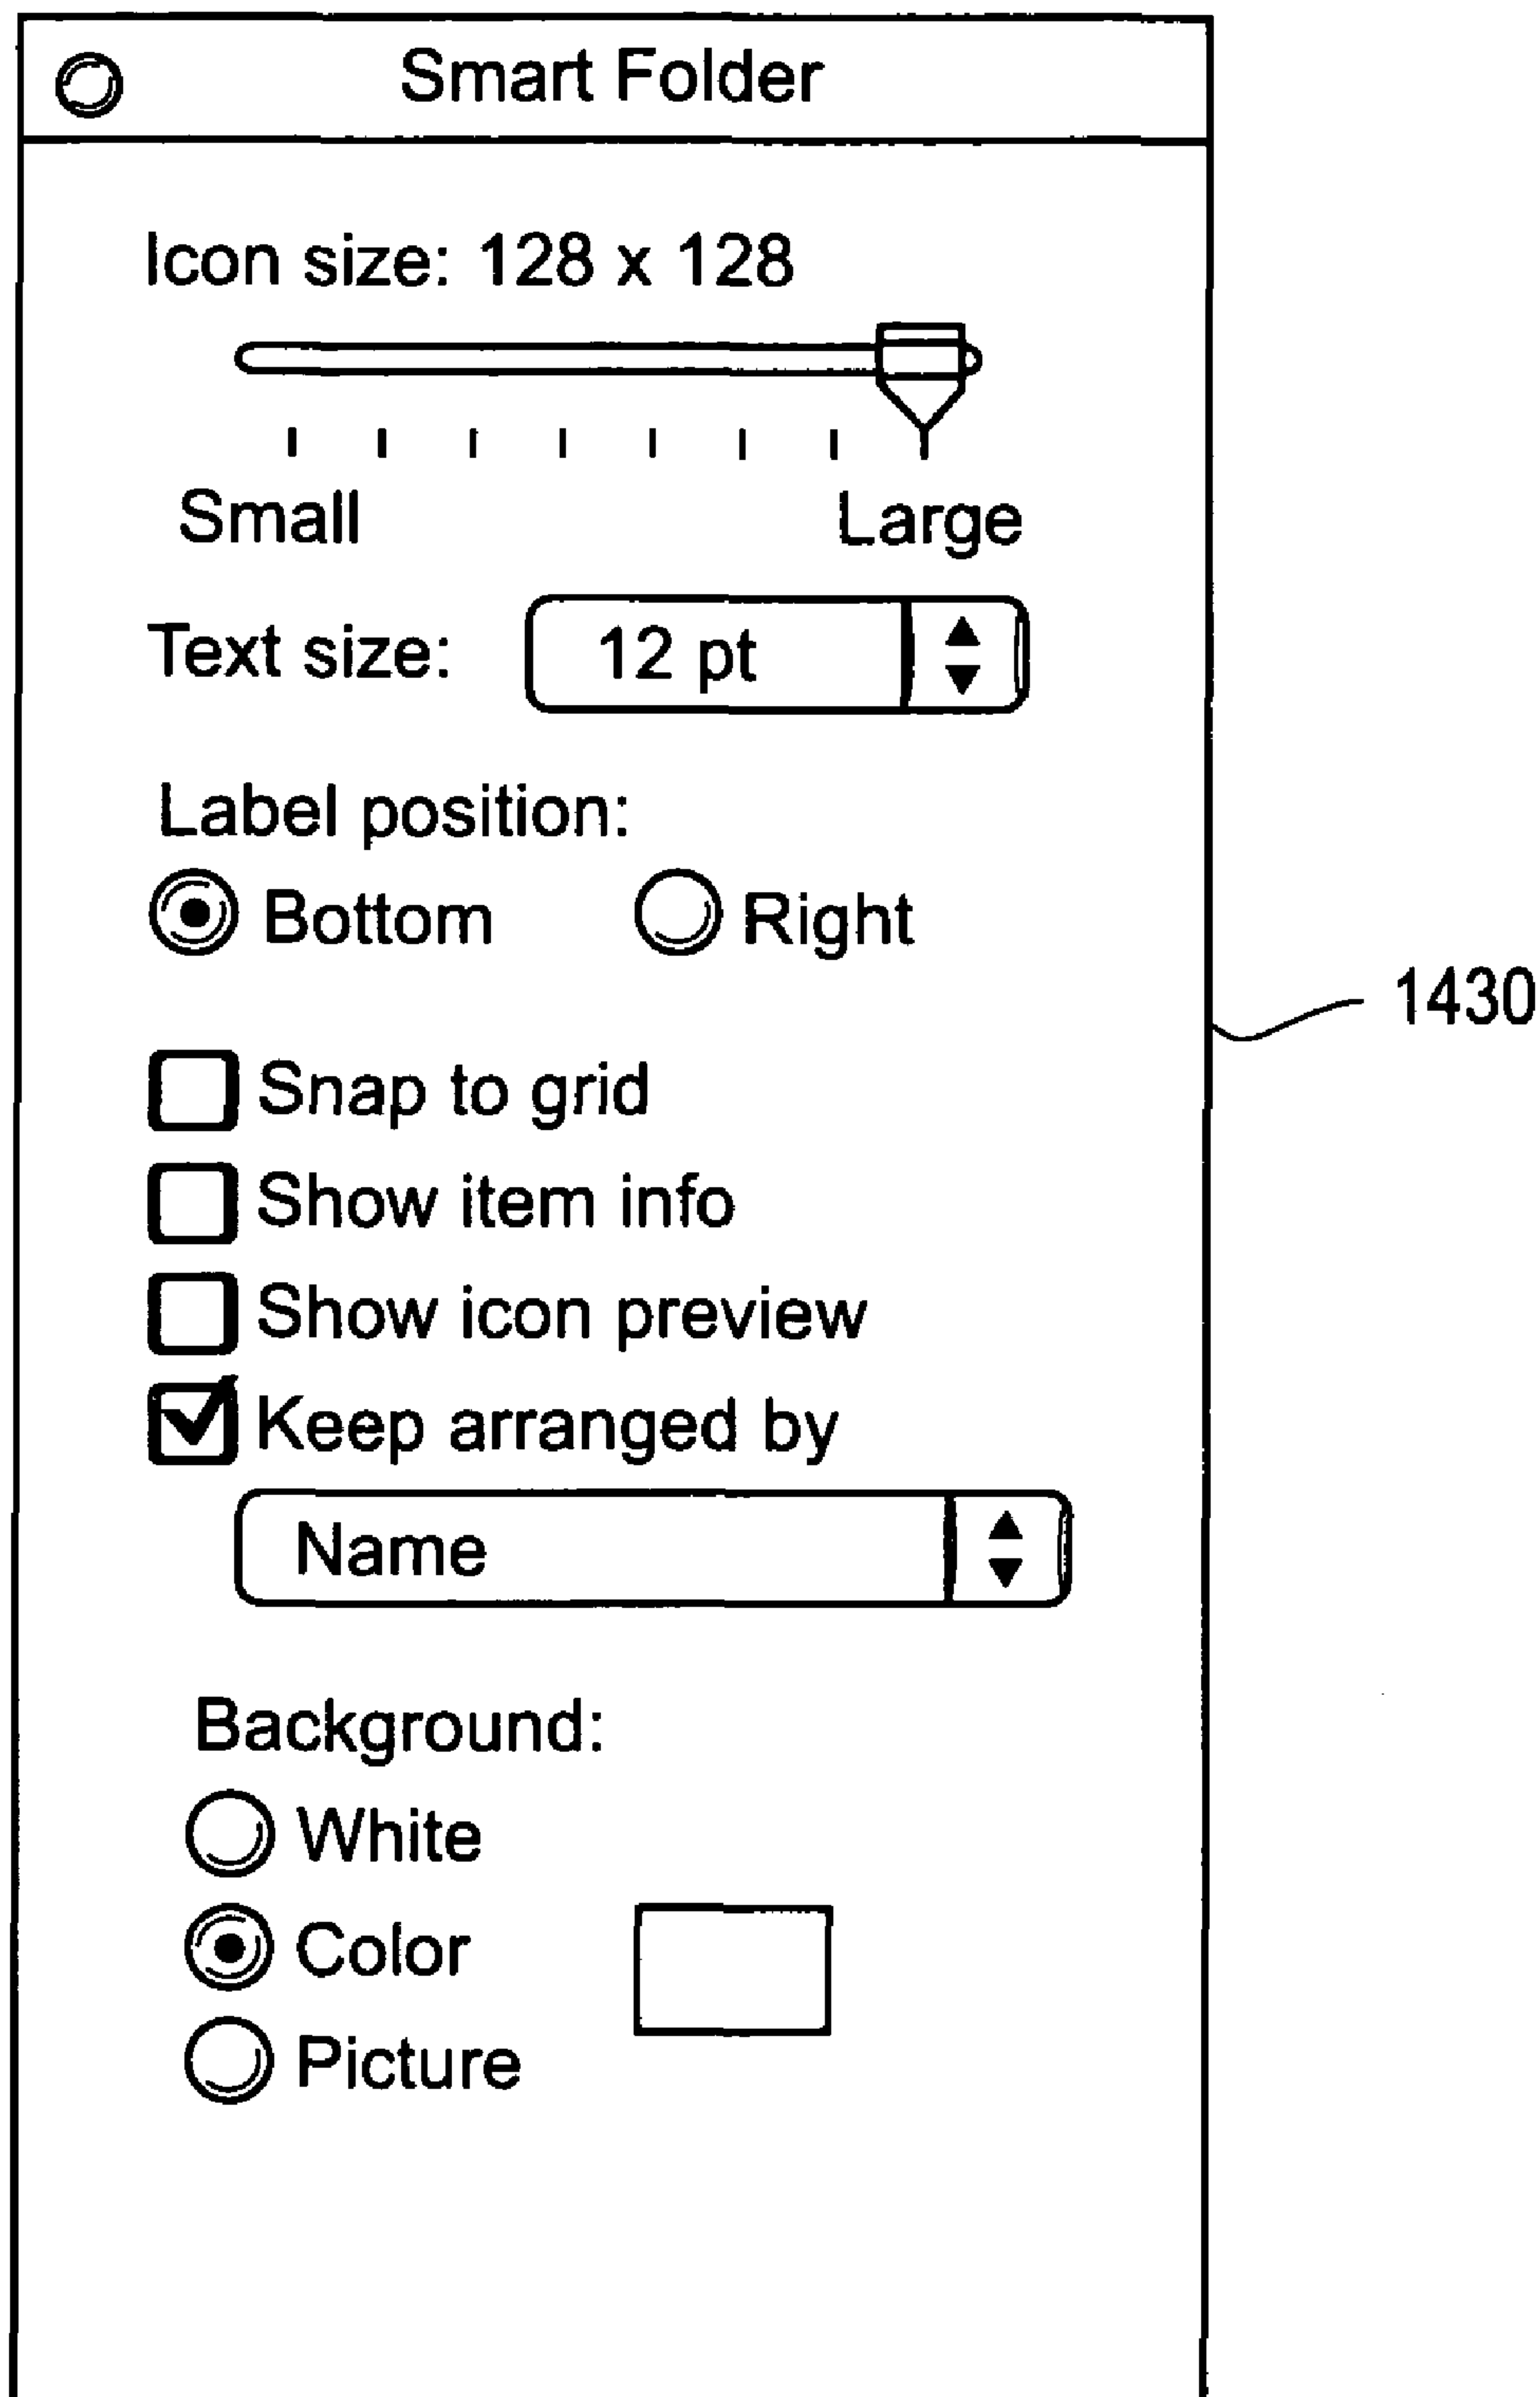 Smart Folder
Icon size: 128 x 128
Small Large
Text size: 12 pt
Label position:
Bottom Right
1430
Snap to grid
Show item info
Show icon preview
Keep arranged by
Name
Background:
White
Color
Picture